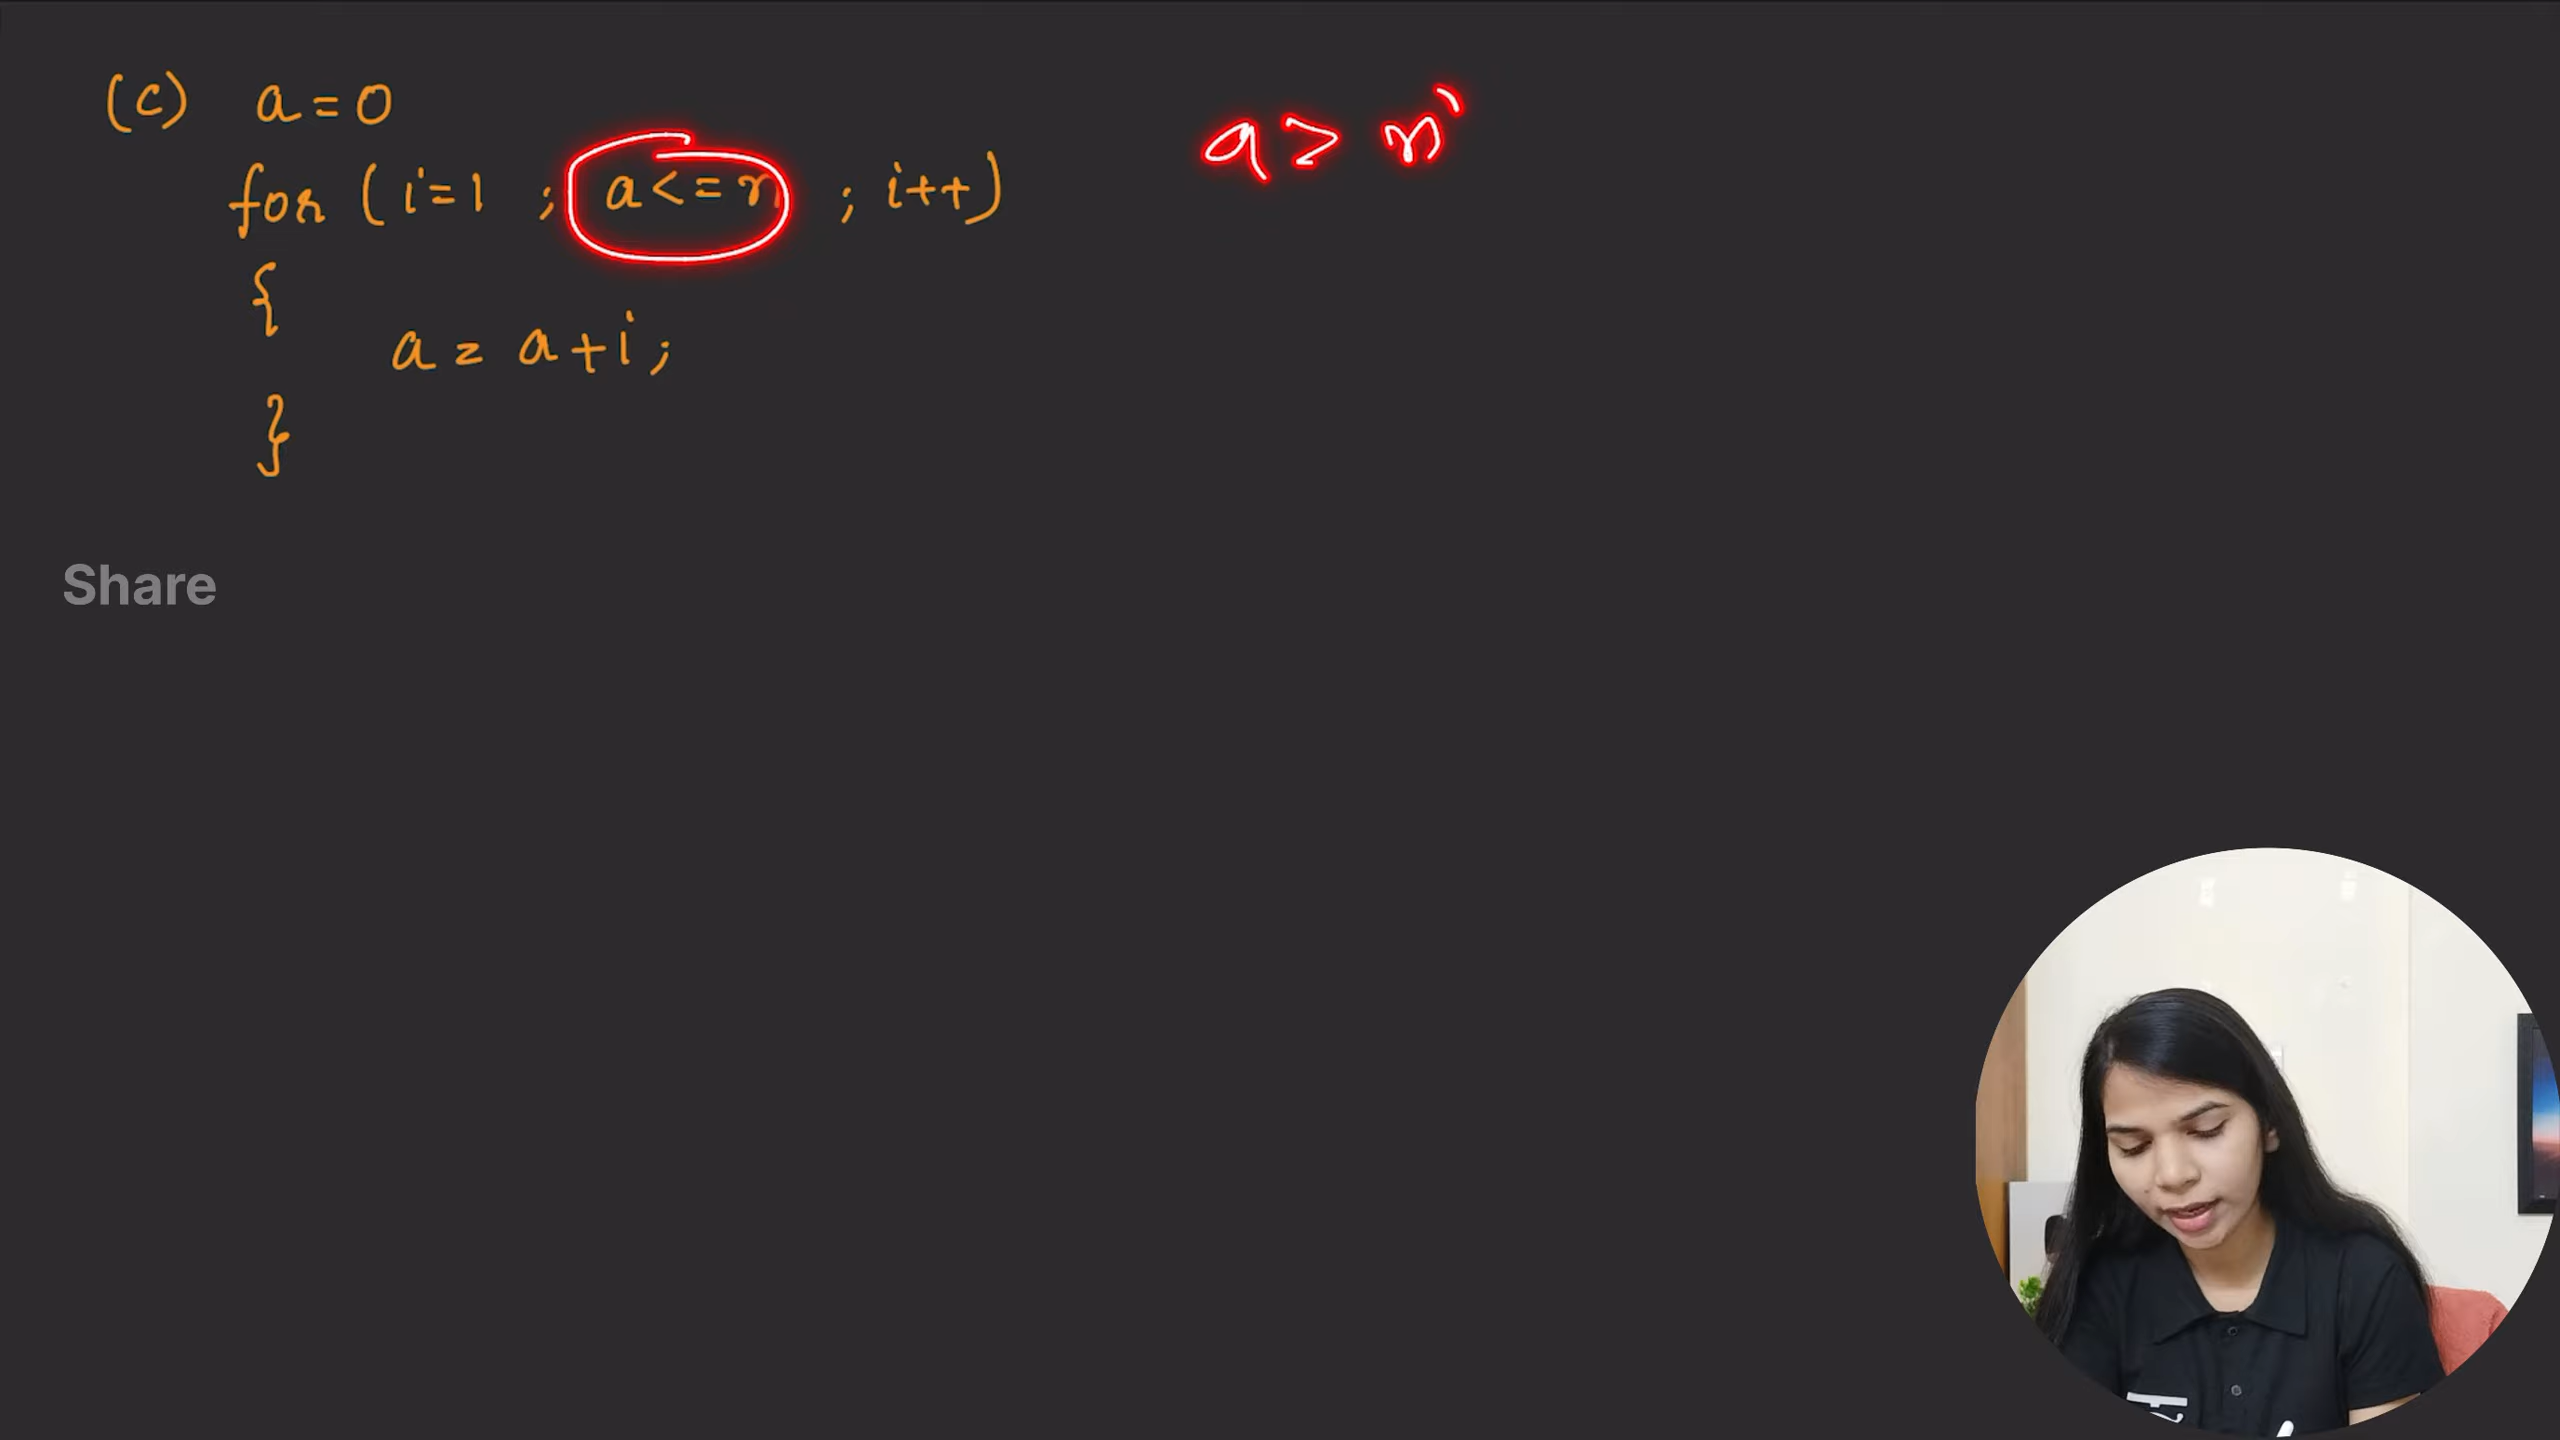 (c) a=0
for (i=1 ; a<=n ; i++)
{
a = a+i;
}
a > n
Share